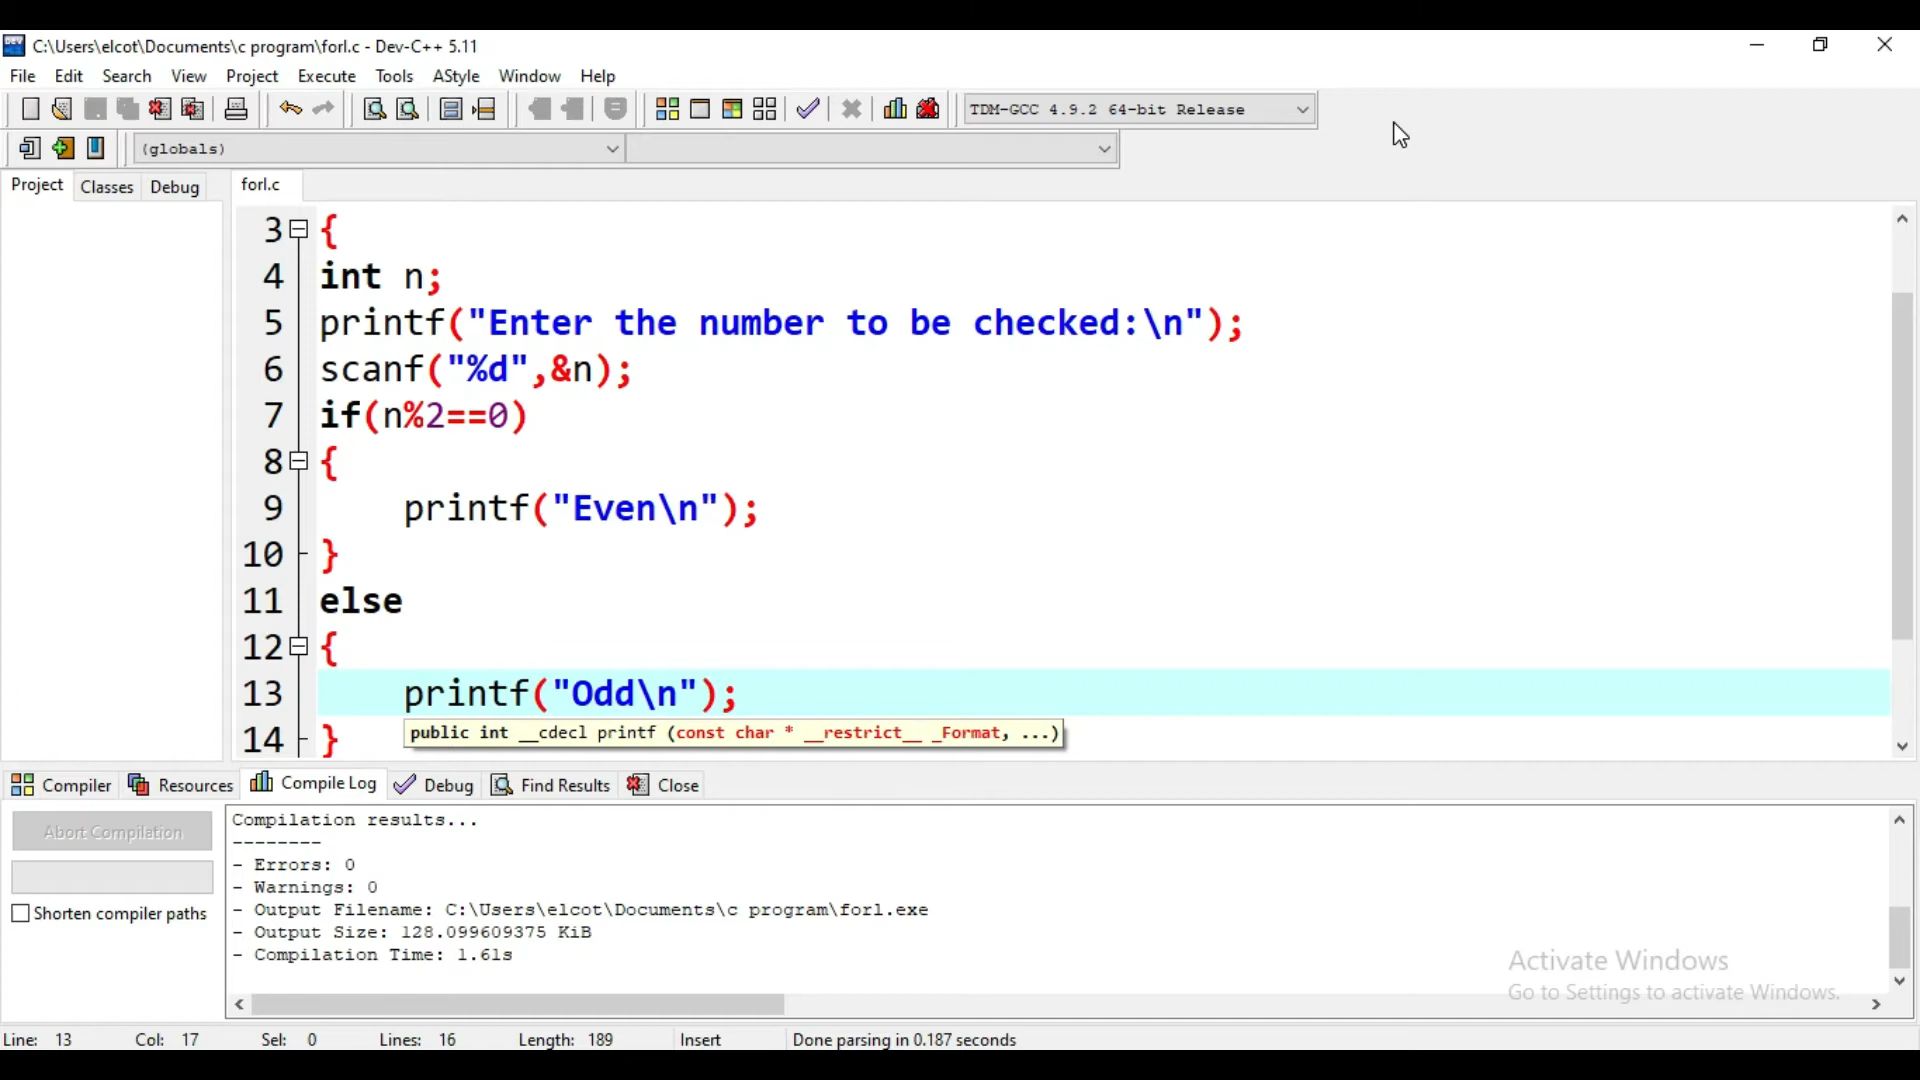 C:\Users\elcot\Documents\c program\forl.c - Dev-C++ 5.11
File Edit Search View Project Execute Tools AStyle Window Help
TDM-GCC 4.9.2 64-bit Release
(globals)
Project Classes Debug forl.c
3 {
4 int n;
5 printf("Enter the number to be checked:\n");
6 scanf("%d",&n);
7 if(n%2==0)
8 {
9 printf("Even\n");
10 }
11 else
12 {
13 printf("Odd\n");
14 }
public int __cdecl printf (const char * __restrict__ _Format, ...)
Compiler Resources Compile Log Debug Find Results Close
Abort Compilation
Shorten compiler paths
Compilation results...
--------
- Errors: 0
- Warnings: 0
- Output Filename: C:\Users\elcot\Documents\c program\forl.exe
- Output Size: 128.099609375 KiB
- Compilation Time: 1.61s
Activate Windows
Go to Settings to activate Windows.
Line: 13 Col: 17 Sel: 0 Lines: 16 Length: 189 Insert Done parsing in 0.187 seconds